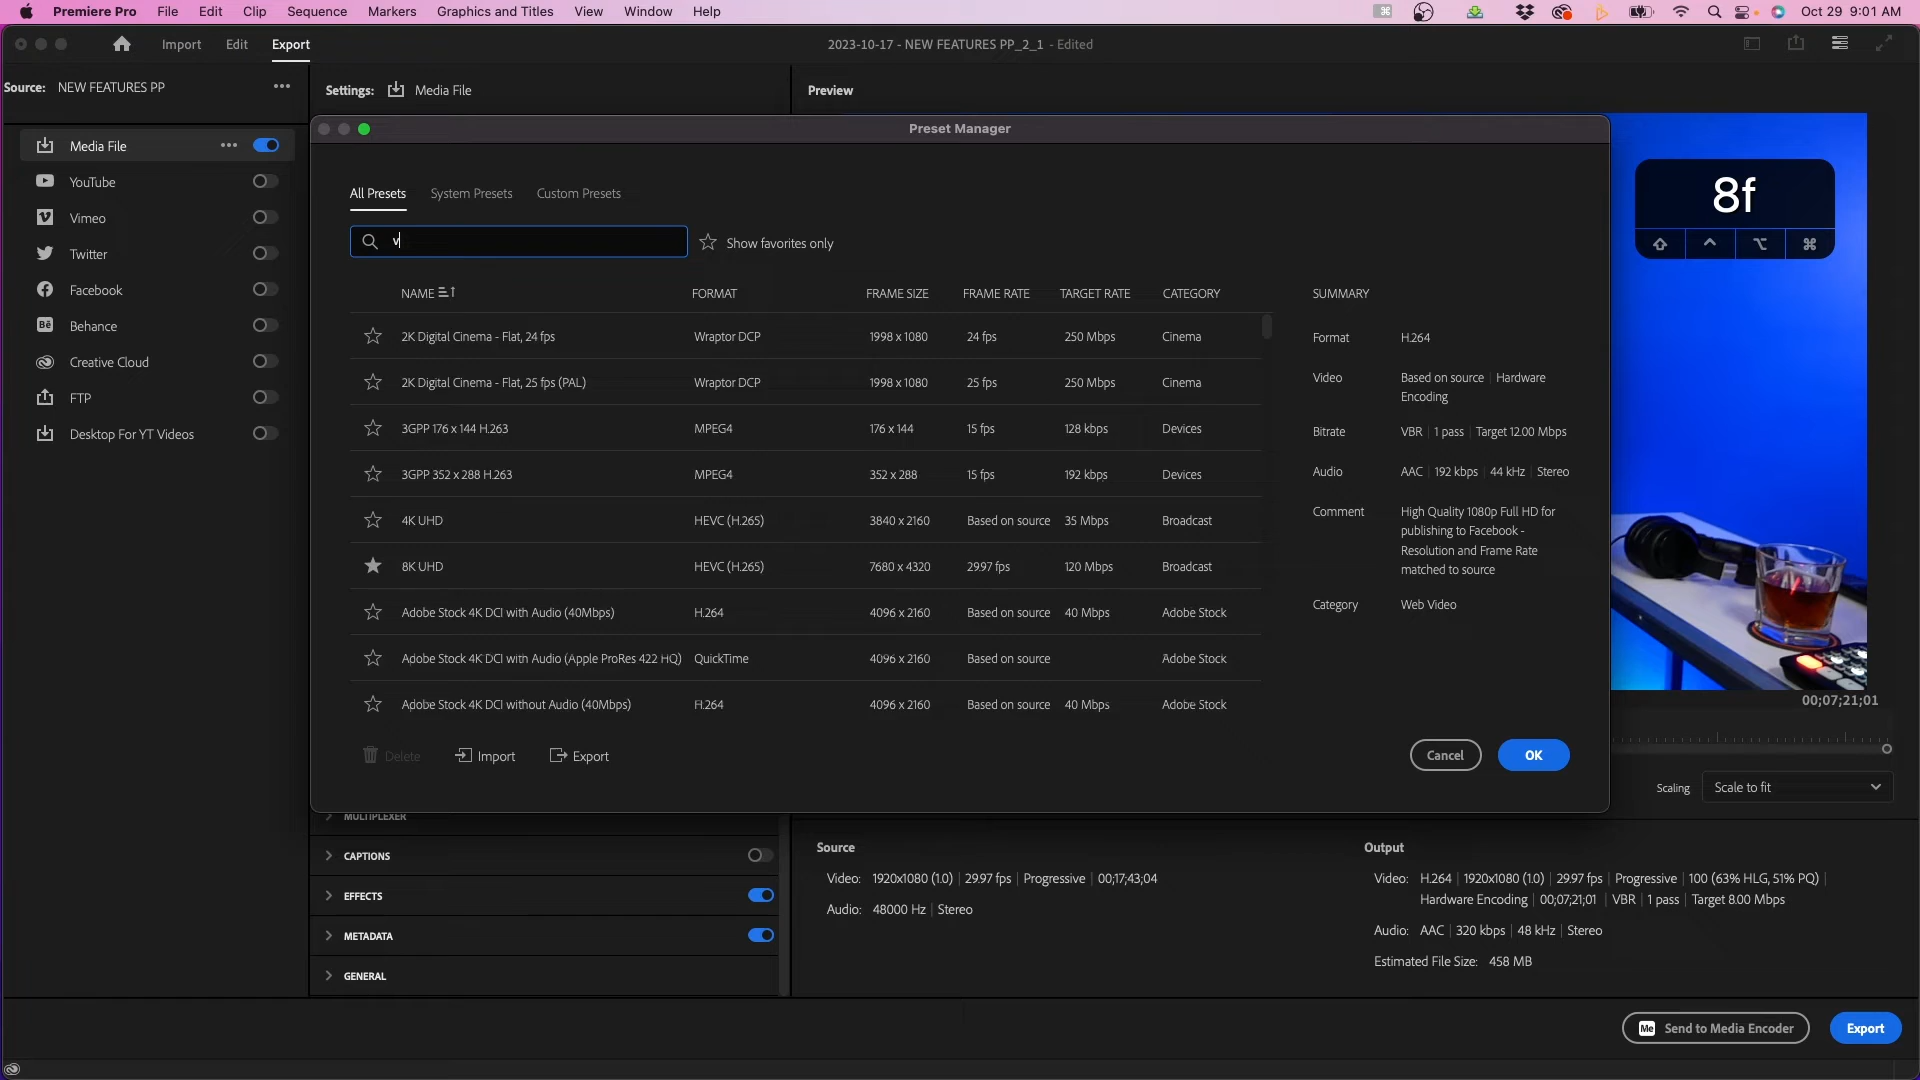 Premiere Pro File Edit Clip Sequence Markers Graphics and Titles View Window Help Oct 29 9:01 AM
Import Edit Export 2023-10-17 - NEW FEATURES PP_2_1 - Edited
Source: NEW FEATURES PP ••• Settings: Media File Preview
Preset Manager
Media File •••
YouTube
Vimeo
Twitter
Facebook
Behance
Creative Cloud
FTP
Desktop For YT Videos
All Presets System Presets Custom Presets
v
Show favorites only
8f
NAME FORMAT FRAME SIZE FRAME RATE TARGET RATE CATEGORY
2K Digital Cinema - Flat, 24 fps Wraptor DCP 1998 x 1080 24 fps 250 Mbps Cinema
2K Digital Cinema - Flat, 25 fps (PAL) Wraptor DCP 1998 x 1080 25 fps 250 Mbps Cinema
3GPP 176 x 144 H.263 MPEG4 176 x 144 15 fps 128 kbps Devices
3GPP 352 x 288 H.263 MPEG4 352 x 288 15 fps 192 kbps Devices
4K UHD HEVC (H.265) 3840 x 2160 Based on source 35 Mbps Broadcast
8K UHD HEVC (H.265) 7680 x 4320 29.97 fps 120 Mbps Broadcast
Adobe Stock 4K DCI with Audio (40Mbps) H.264 4096 x 2160 Based on source 40 Mbps Adobe Stock
Adobe Stock 4K DCI with Audio (Apple ProRes 422 HQ) QuickTime 4096 x 2160 Based on source Adobe Stock
Adobe Stock 4K DCI without Audio (40Mbps) H.264 4096 x 2160 Based on source 40 Mbps Adobe Stock
SUMMARY
Format H.264
Video Based on source | Hardware
Encoding
Bitrate VBR | 1 pass | Target 12.00 Mbps
Audio AAC | 192 kbps | 44 kHz | Stereo
Comment High Quality 1080p Full HD for
publishing to Facebook -
Resolution and Frame Rate
matched to source
Category Web Video
Delete Import Export
Cancel OK
00;07;21;01
Scaling Scale to fit
MULTIPLEXER
CAPTIONS
EFFECTS
METADATA
GENERAL
Source
Video: 1920x1080 (1.0) | 29.97 fps | Progressive | 00;17;43;04
Audio: 48000 Hz | Stereo
Output
Video: H.264 | 1920x1080 (1.0) | 29.97 fps | Progressive | 100 (63% HLG, 51% PQ) |
Hardware Encoding | 00;07;21;01 | VBR | 1 pass | Target 8.00 Mbps
Audio: AAC | 320 kbps | 48 kHz | Stereo
Estimated File Size: 458 MB
Me Send to Media Encoder Export